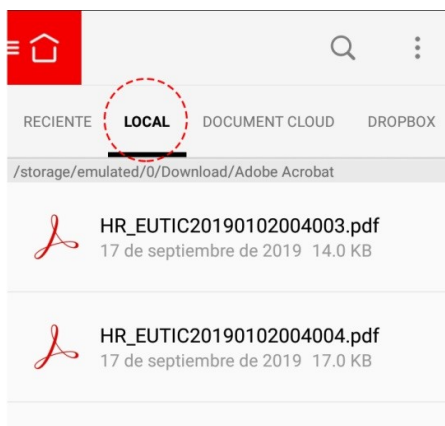 RECIENTE LOCAL DOCUMENT CLOUD DROPBOX
/storage/emulated/0/Download/Adobe Acrobat
HR_EUTIC20190102004003.pdf
17 de septiembre de 2019 14.0 KB
HR_EUTIC20190102004004.pdf
17 de septiembre de 2019 17.0 KB